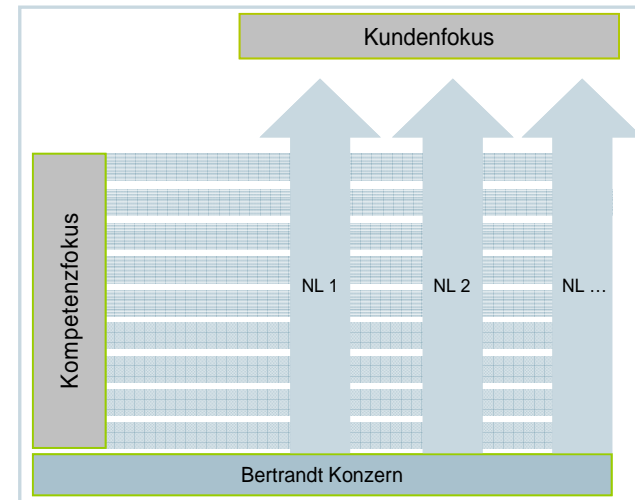 Kundenfokus
Kompetenzfokus
NL 1
NL 2
NL ...
Bertrandt Konzern